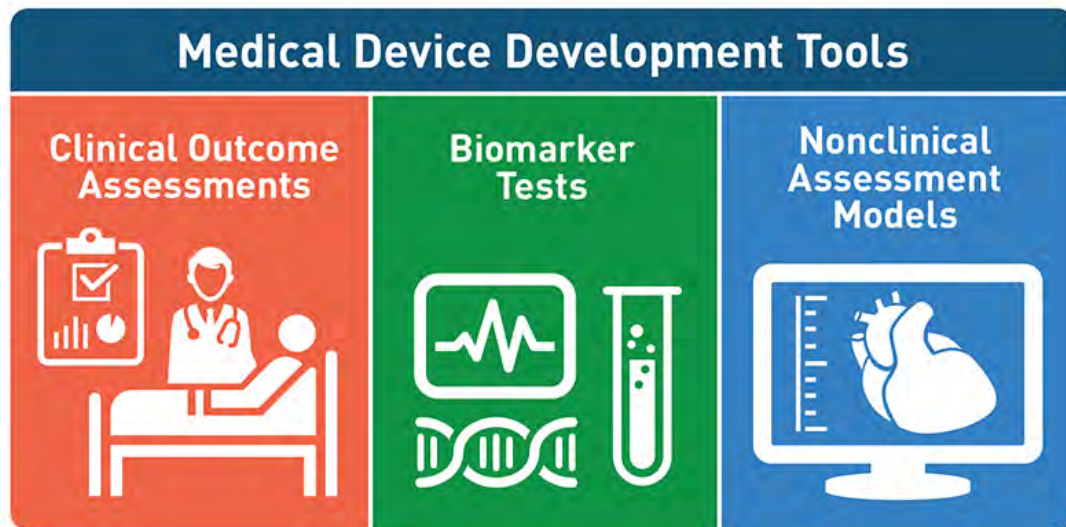 Medical Device Development Tools
Clinical Outcome
Assessments
Biomarker
Tests
Nonclinical
Assessment
Models